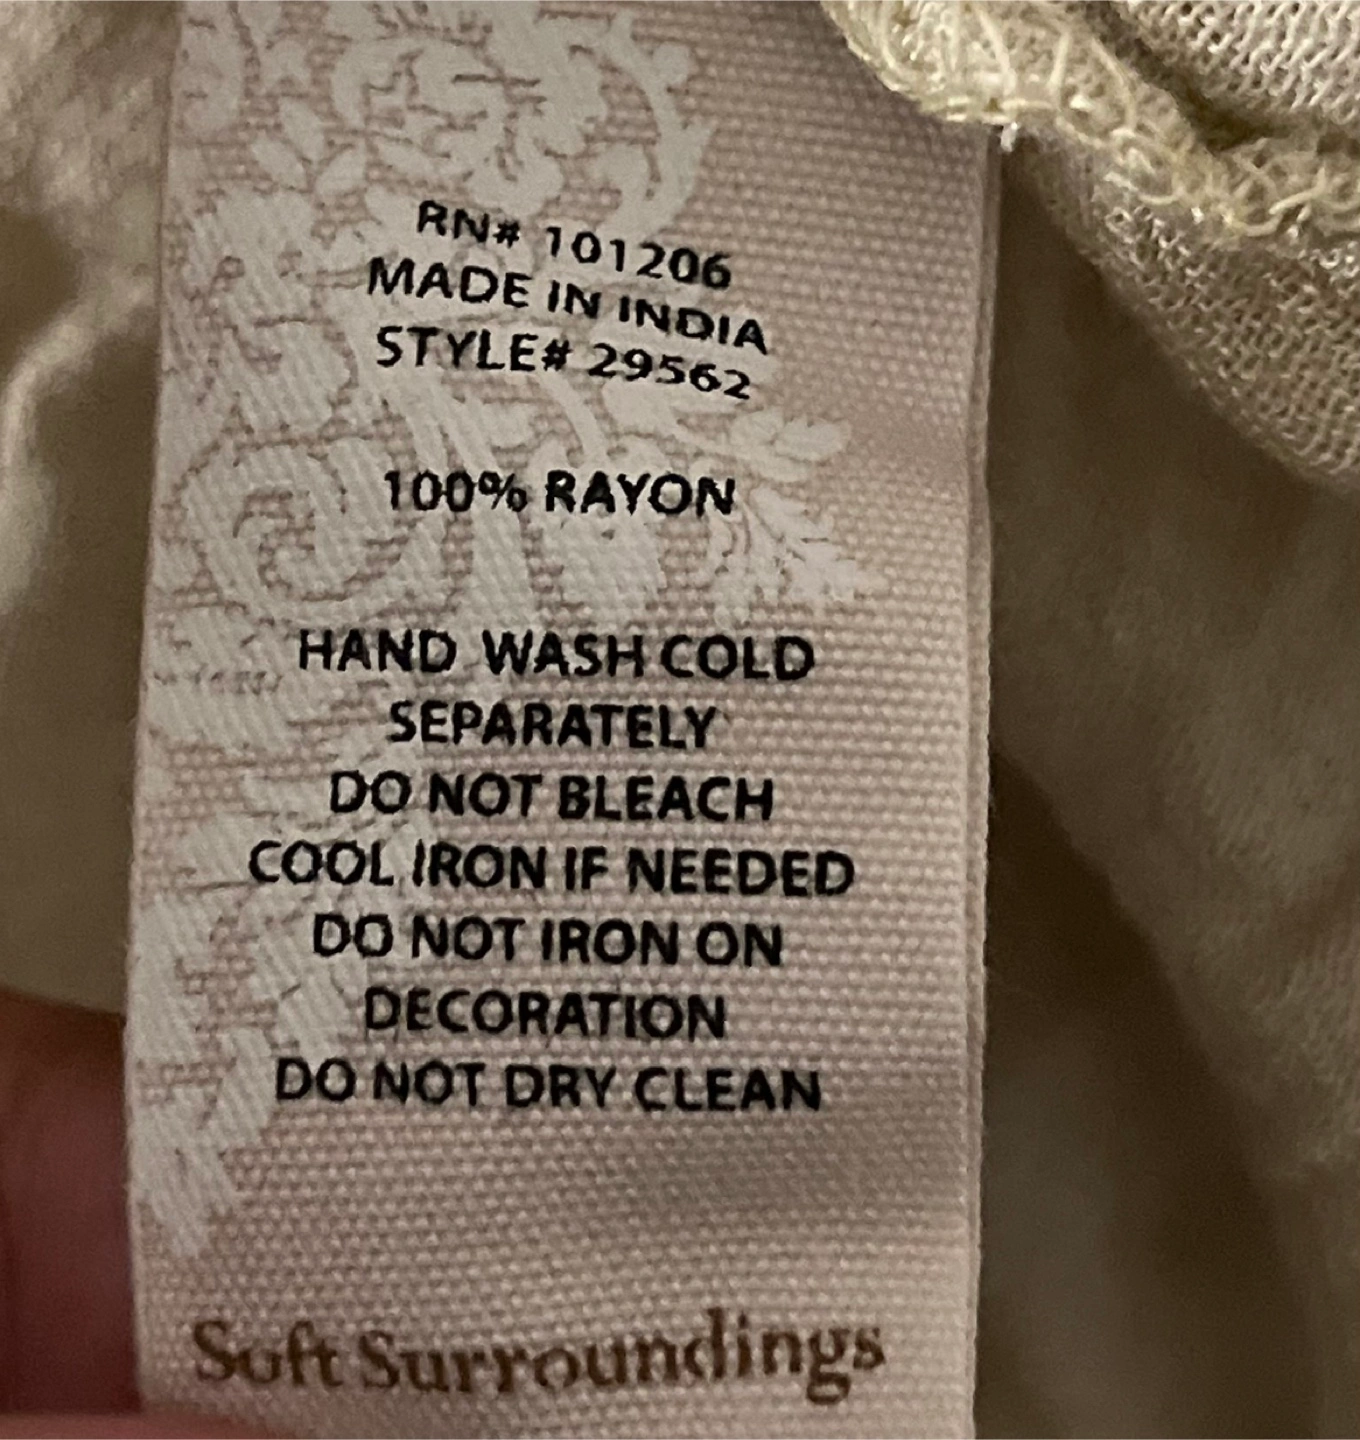 RN# 101206
MADE IN INDIA
STYLE# 29562
100% RAYON
HAND WASH COLD
SEPARATELY
DO NOT BLEACH
COOL IRON IF NEEDED
DO NOT IRON ON
DECORATION
DO NOT DRY CLEAN
Soft Surroundings